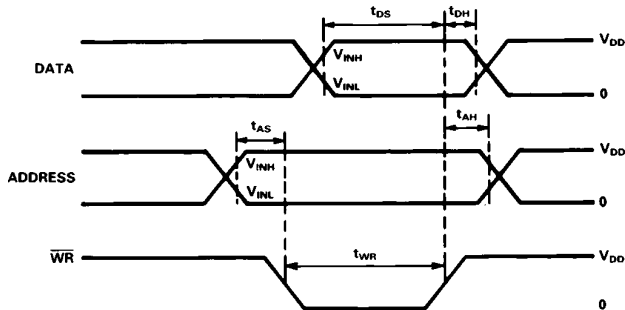 tDS
tDH
DATA
VINH
VINL
VDD
0
tAS
tAH
ADDRESS
VINH
VINL
VDD
0
WR
tWR
VDD
0